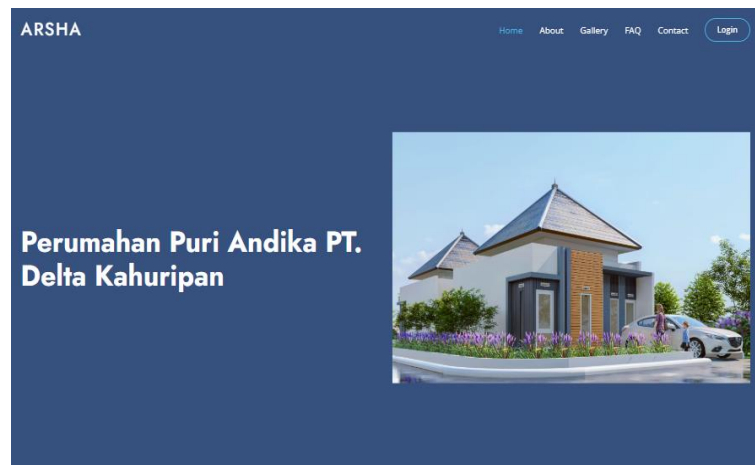 ARSHA
Home About Gallery FAQ Contact Login
Perumahan Puri Andika PT.
Delta Kahuripan